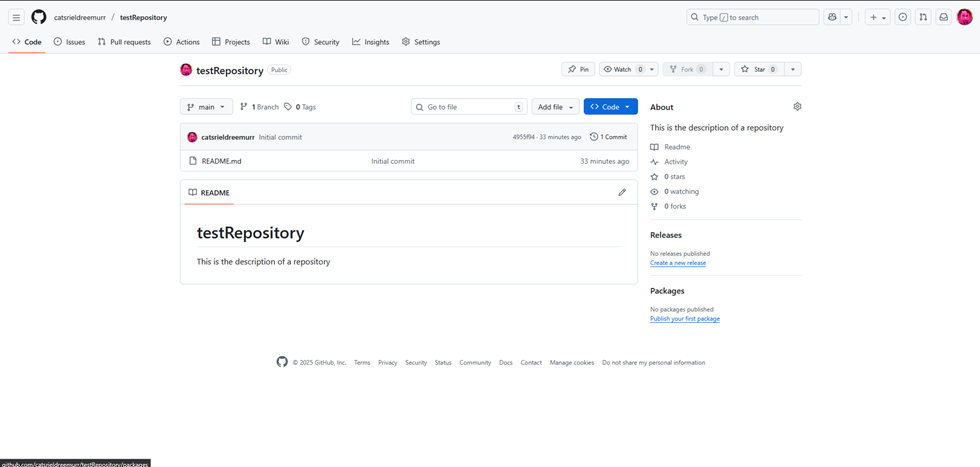 catsrieldreemurr / testRepository
Type / to search
Code Issues Pull requests Actions Projects Wiki Security Insights Settings
testRepository Public
Pin Watch 0 Fork 0 Star 0
main 1 Branch 0 Tags
Go to file t
Add file Code
catsrieldreemurr Initial commit
4955f94 · 33 minutes ago 1 Commit
README.md Initial commit 33 minutes ago
README
testRepository
This is the description of a repository
About
This is the description of a repository
Readme
Activity
0 stars
0 watching
0 forks
Releases
No releases published
Create a new release
Packages
No packages published
Publish your first package
© 2025 GitHub, Inc. Terms Privacy Security Status Community Docs Contact Manage cookies Do not share my personal information
github.com/catsrieldreemurr/testRepository/packages